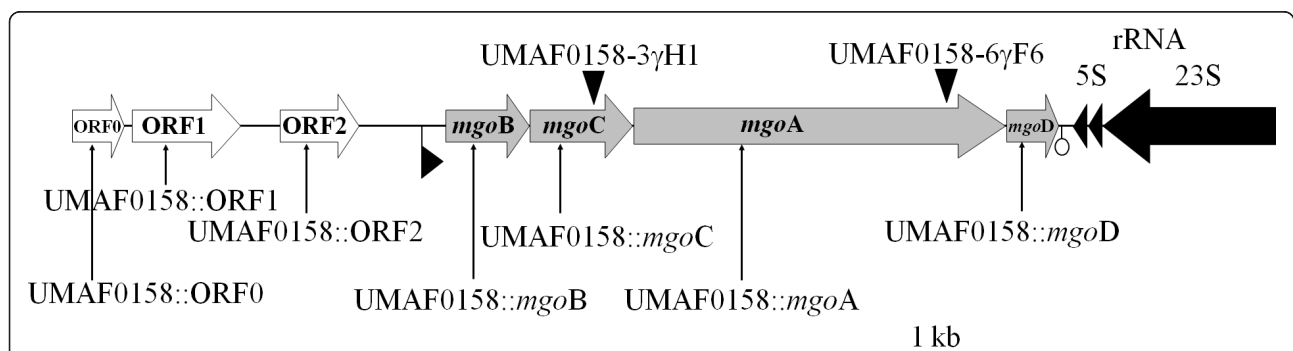 rRNA
UMAF0158-3γH1
UMAF0158-6γF6
5S
23S
ORF0
ORF1
ORF2
mgoB
mgoC
mgoA
mgoD
UMAF0158::ORF1
UMAF0158::ORF2
UMAF0158::mgoC
UMAF0158::mgoD
UMAF0158::ORF0
UMAF0158::mgoB
UMAF0158::mgoA
1 kb